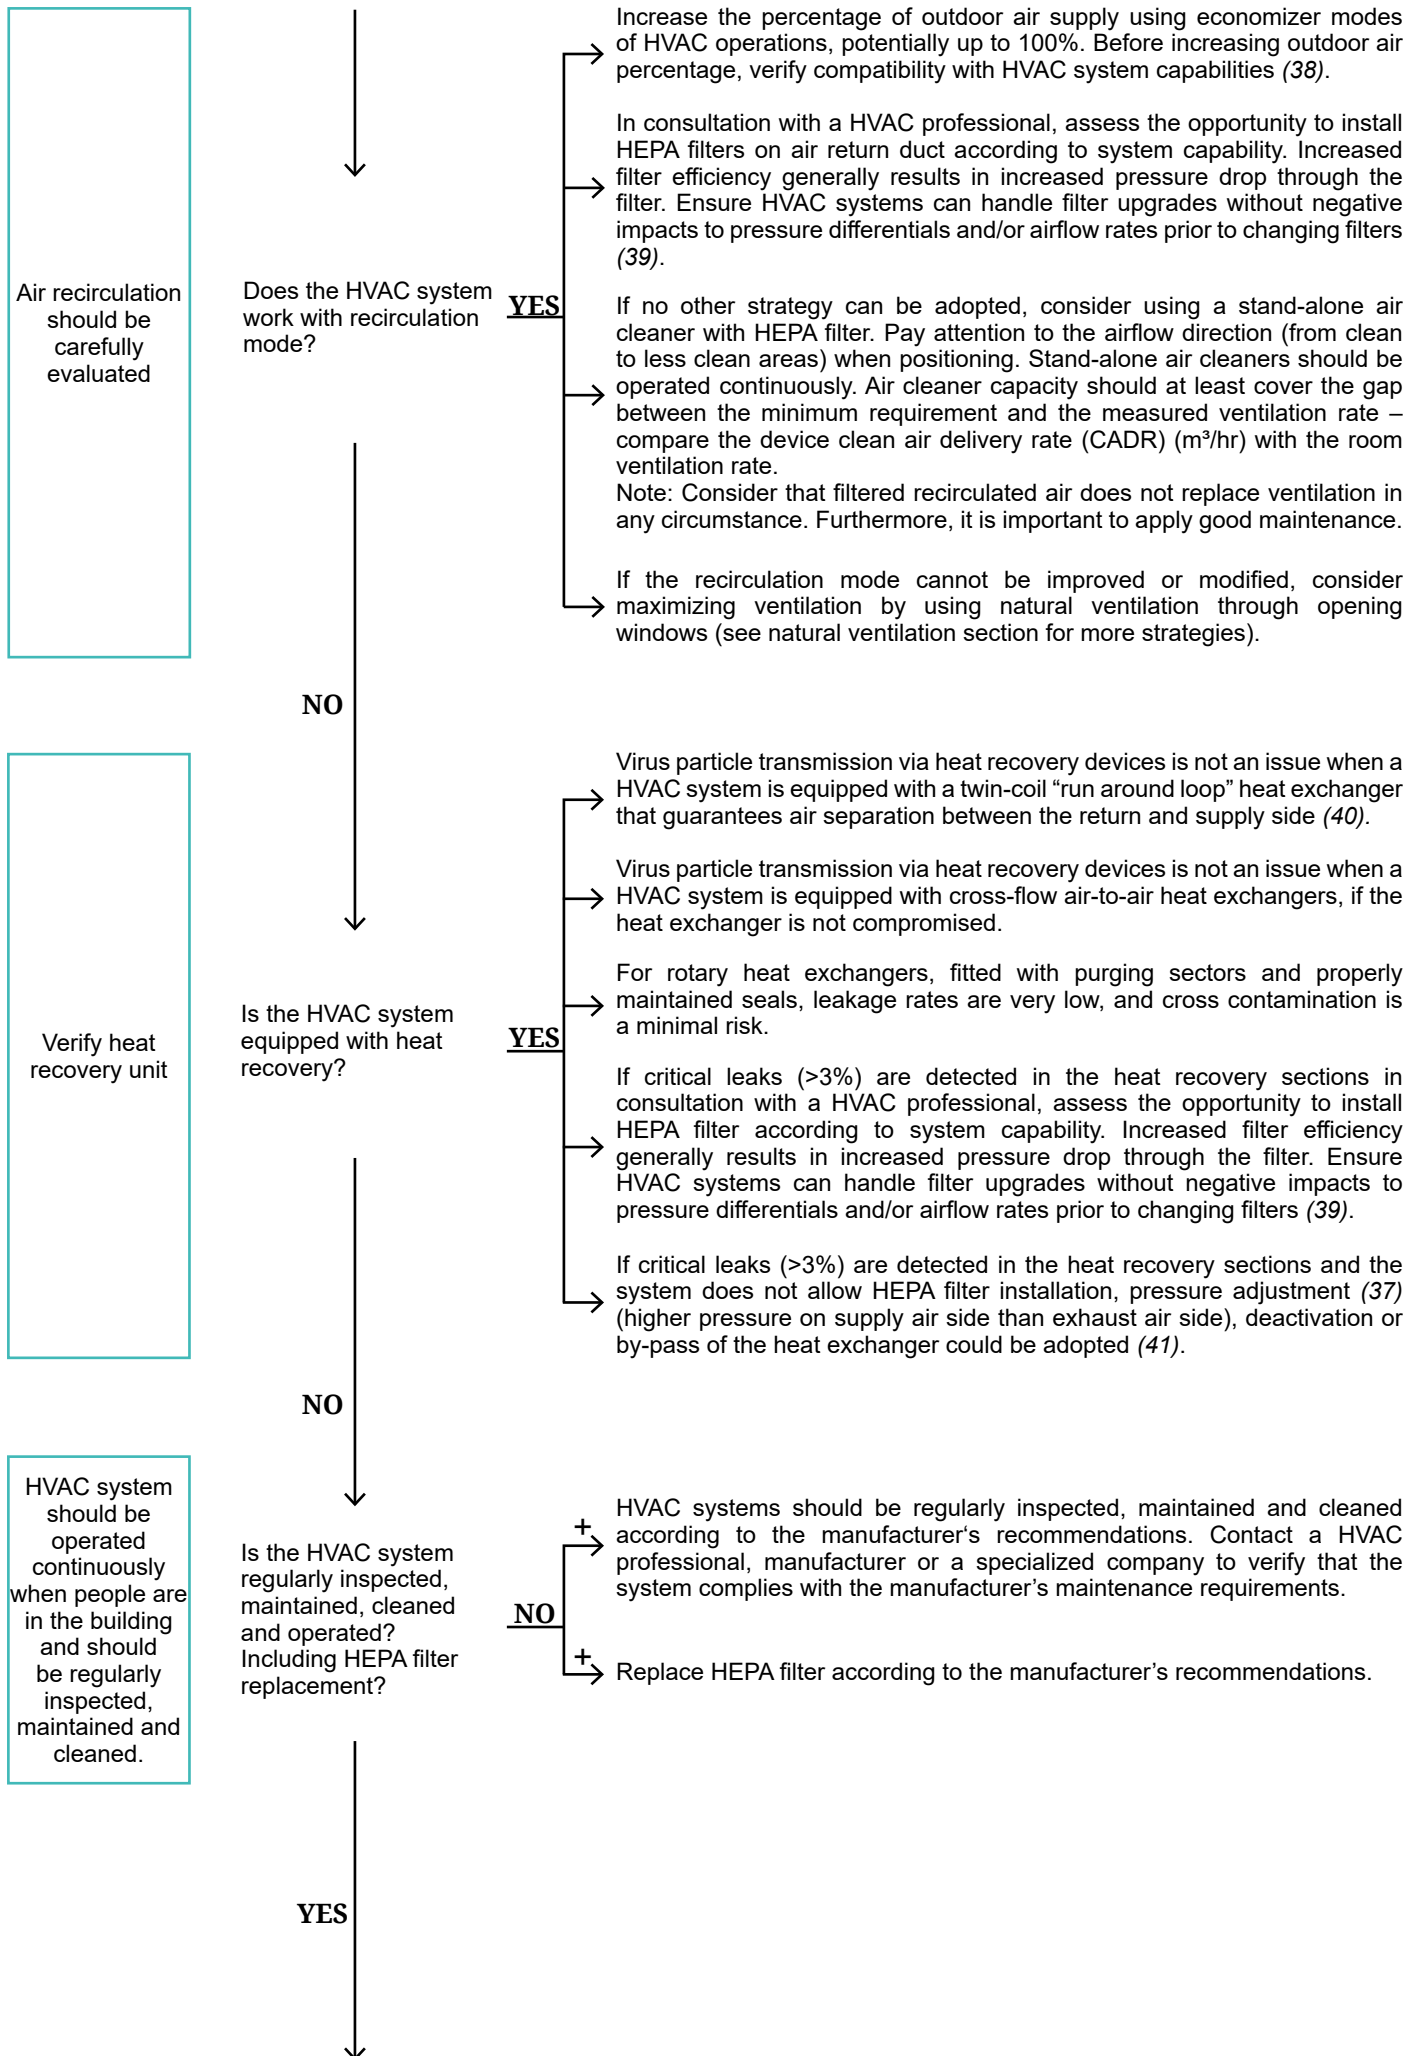 Air recirculation
should be
carefully
evaluated
Does the HVAC system
work with recirculation
mode?
YES
Increase the percentage of outdoor air supply using economizer modes
of HVAC operations, potentially up to 100%. Before increasing outdoor air
percentage, verify compatibility with HVAC system capabilities (38).
In consultation with a HVAC professional, assess the opportunity to install
HEPA filters on air return duct according to system capability. Increased
filter efficiency generally results in increased pressure drop through the
filter. Ensure HVAC systems can handle filter upgrades without negative
impacts to pressure differentials and/or airflow rates prior to changing filters
(39).
If no other strategy can be adopted, consider using a stand-alone air
cleaner with HEPA filter. Pay attention to the airflow direction (from clean
to less clean areas) when positioning. Stand-alone air cleaners should be
operated continuously. Air cleaner capacity should at least cover the gap
between the minimum requirement and the measured ventilation rate –
compare the device clean air delivery rate (CADR) (m³/hr) with the room
ventilation rate.
Note: Consider that filtered recirculated air does not replace ventilation in
any circumstance. Furthermore, it is important to apply good maintenance.
If the recirculation mode cannot be improved or modified, consider
maximizing ventilation by using natural ventilation through opening
windows (see natural ventilation section for more strategies).
NO
Verify heat
recovery unit
Is the HVAC system
equipped with heat
recovery?
YES
Virus particle transmission via heat recovery devices is not an issue when a
HVAC system is equipped with a twin-coil “run around loop” heat exchanger
that guarantees air separation between the return and supply side (40).
Virus particle transmission via heat recovery devices is not an issue when a
HVAC system is equipped with cross-flow air-to-air heat exchangers, if the
heat exchanger is not compromised.
For rotary heat exchangers, fitted with purging sectors and properly
maintained seals, leakage rates are very low, and cross contamination is
a minimal risk.
If critical leaks (>3%) are detected in the heat recovery sections in
consultation with a HVAC professional, assess the opportunity to install
HEPA filter according to system capability. Increased filter efficiency
generally results in increased pressure drop through the filter. Ensure
HVAC systems can handle filter upgrades without negative impacts to
pressure differentials and/or airflow rates prior to changing filters (39).
If critical leaks (>3%) are detected in the heat recovery sections and the
system does not allow HEPA filter installation, pressure adjustment (37)
(higher pressure on supply air side than exhaust air side), deactivation or
by-pass of the heat exchanger could be adopted (41).
NO
HVAC system
should be
operated
continuously
when people are
in the building
and should
be regularly
inspected,
maintained and
cleaned.
Is the HVAC system
regularly inspected,
maintained, cleaned
and operated?
Including HEPA filter
replacement?
NO
+
HVAC systems should be regularly inspected, maintained and cleaned
according to the manufacturer‘s recommendations. Contact a HVAC
professional, manufacturer or a specialized company to verify that the
system complies with the manufacturer’s maintenance requirements.
+
Replace HEPA filter according to the manufacturer’s recommendations.
YES